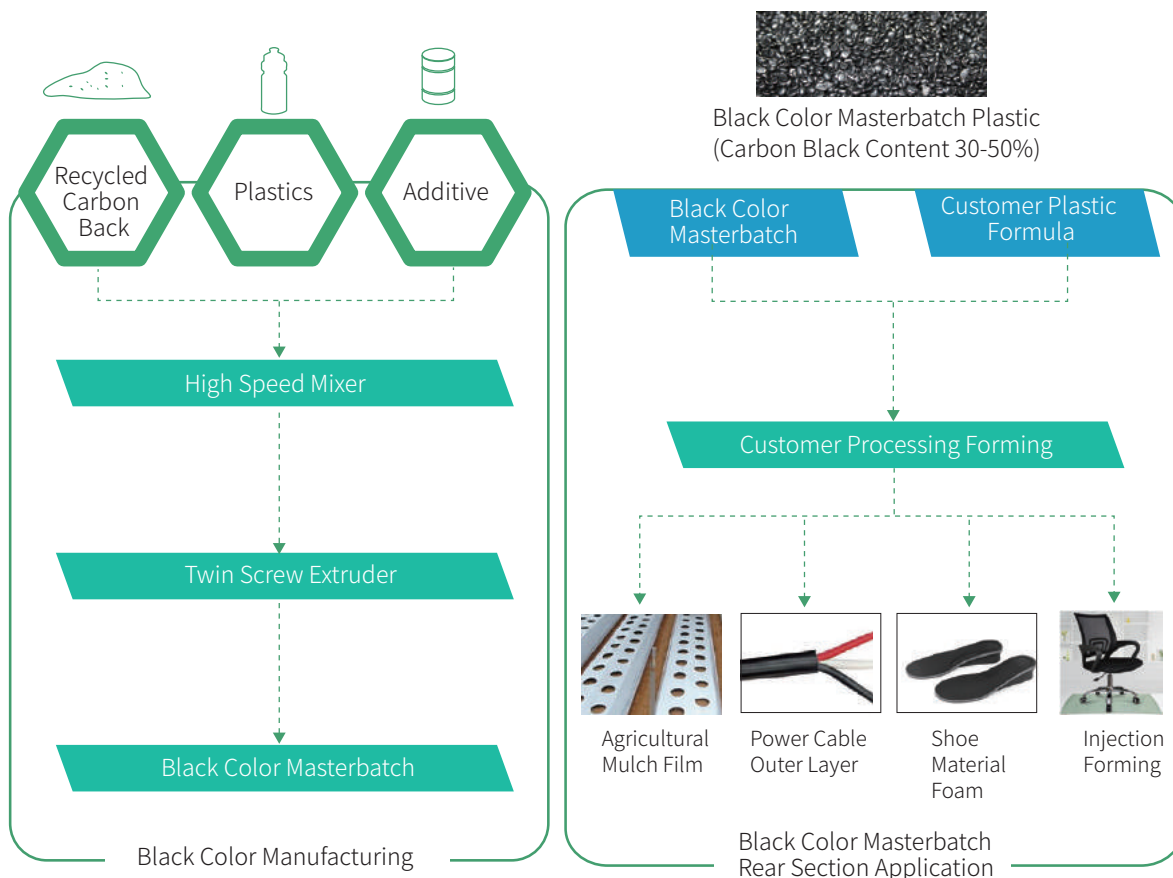 Recycled
Carbon
Back
Plastics
Additive
High Speed Mixer
Twin Screw Extruder
Black Color Masterbatch
Black Color Manufacturing
Black Color Masterbatch Plastic
(Carbon Black Content 30-50%)
Black Color
Masterbatch
Customer Plastic
Formula
Customer Processing Forming
Agricultural
Mulch Film
Power Cable
Outer Layer
Shoe
Material
Foam
Injection
Forming
Black Color Masterbatch
Rear Section Application